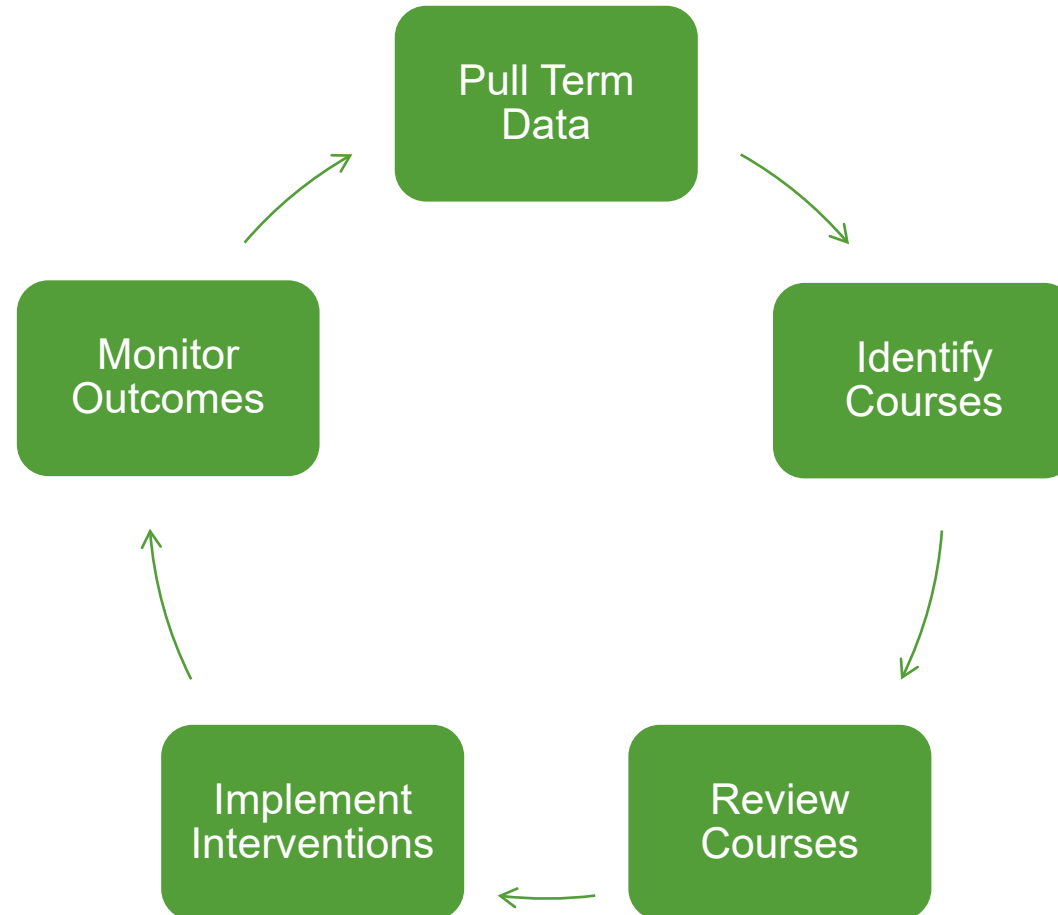 Pull Term
Data
Identify
Courses
Review
Courses
Implement
Interventions
Monitor
Outcomes